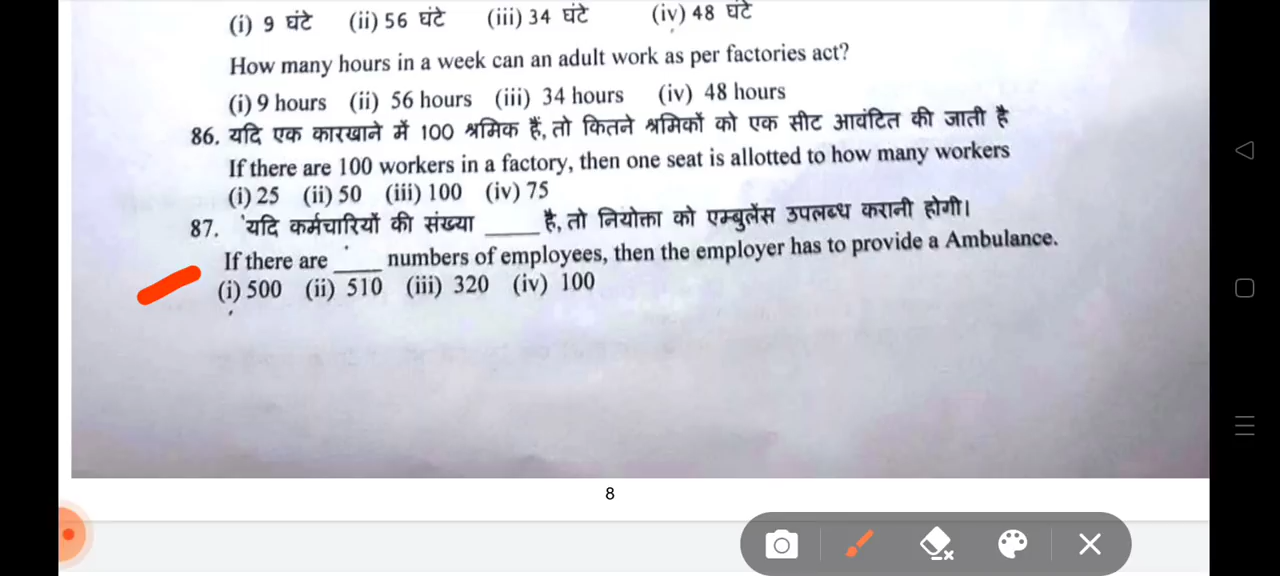 (i) 9 घंटे (ii) 56 घंटे (iii) 34 घंटे (iv) 48 घंटे
How many hours in a week can an adult work as per factories act?
(i) 9 hours (ii) 56 hours (iii) 34 hours (iv) 48 hours
86. यदि एक कारखाने में 100 श्रमिक हैं, तो कितने श्रमिकों को एक सीट आवंटित की जाती है
If there are 100 workers in a factory, then one seat is allotted to how many workers
(i) 25 (ii) 50 (iii) 100 (iv) 75
87. यदि कर्मचारियों की संख्या _____ है, तो नियोक्ता को एम्बुलेंस उपलब्ध करानी होगी।
If there are ____ numbers of employees, then the employer has to provide a Ambulance.
(i) 500 (ii) 510 (iii) 320 (iv) 100
8